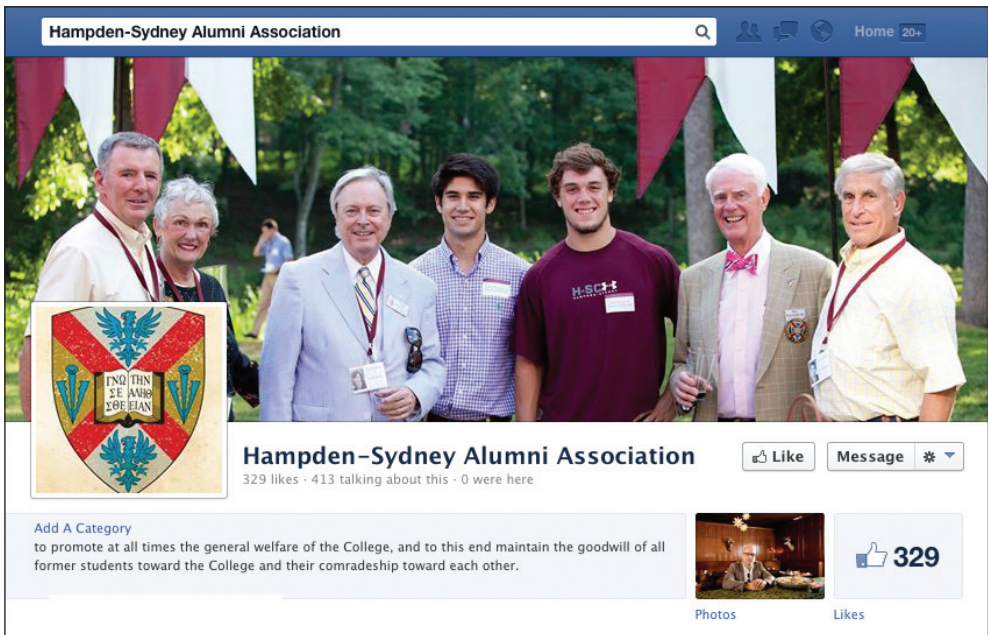 Hampden-Sydney Alumni Association
Home 20+
H-SC
ΓΝΩ ΤΗΝ
ΣΕ ΑΛΗΘ
ΣΘΕ ΕΙΑΝ
Hampden-Sydney Alumni Association
Like
Message
329 likes · 413 talking about this · 0 were here
Add A Category
to promote at all times the general welfare of the College, and to this end maintain the goodwill of all
former students toward the College and their comradeship toward each other.
329
Photos
Likes